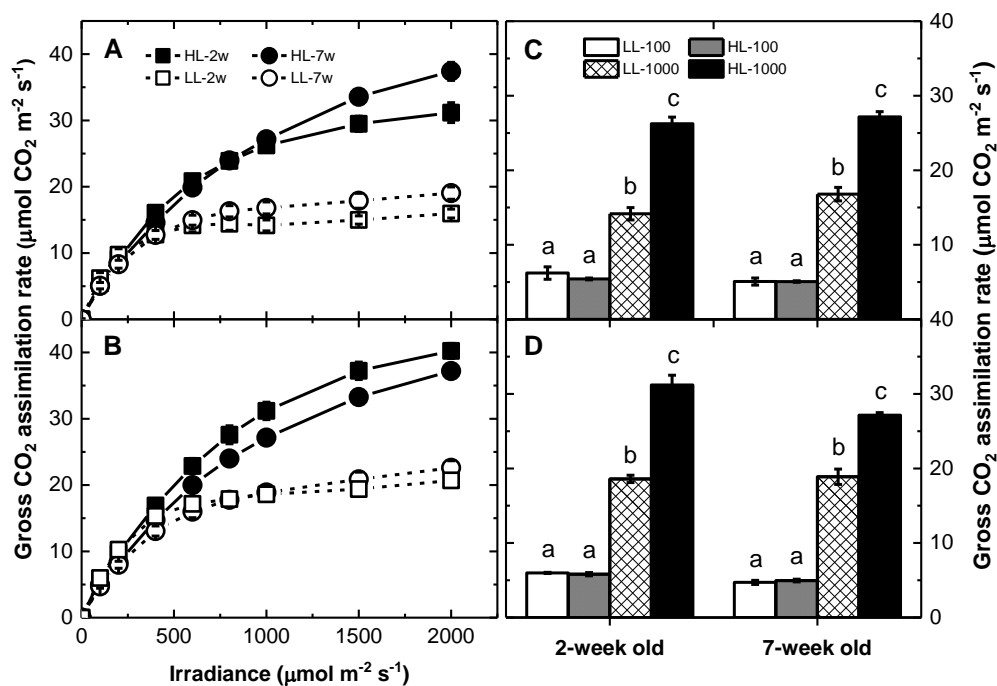 A
HL-2w HL-7w
LL-2w LL-7w
Gross CO₂ assimilation rate (μmol CO₂ m⁻² s⁻¹)
40
30
20
10
0
B
40
30
20
10
0
0 500 1000 1500 2000
Irradiance (μmol m⁻² s⁻¹)
C
LL-100 HL-100
LL-1000 HL-1000
a a b c
a a b c
D
a a b c
a a b c
2-week old 7-week old
40
30
20
10
0
40
30
20
10
0
Gross CO₂ assimilation rate (μmol CO₂ m⁻² s⁻¹)